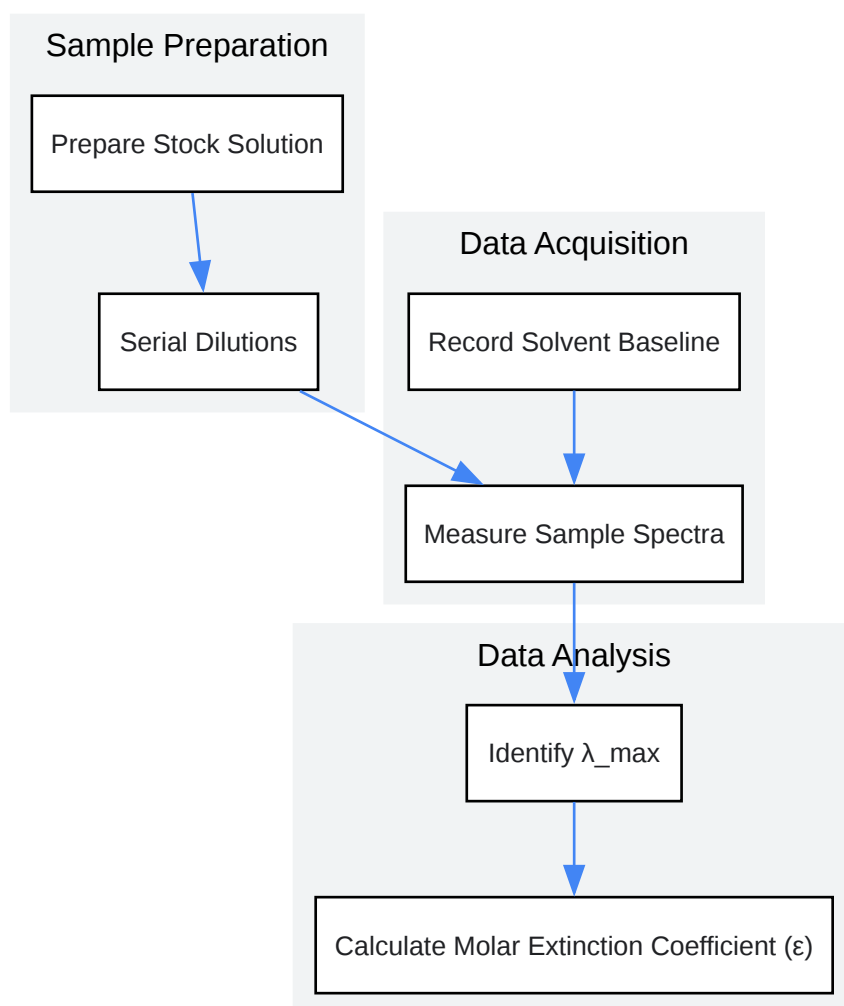 Sample Preparation
Prepare Stock Solution
Serial Dilutions
Data Acquisition
Record Solvent Baseline
Measure Sample Spectra
Data Analysis
Identify λ_max
Calculate Molar Extinction Coefficient (ε)